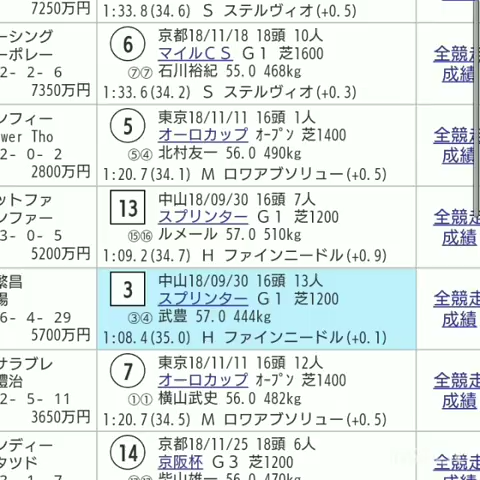 7250万円
1:33.8(34.6) S ステルヴィオ(+0.5)
ーシング
ーポレー
2- 2- 6
7350万円
6
京都18/11/18 18頭 10人
マイルCS G1 芝1600
⑦⑦ 石川裕紀 55.0 468kg
1:33.6(34.2) S ステルヴィオ(+0.3)
全競走
成績
ンフィー
wer Tho
2- 0- 2
2800万円
5
東京18/11/11 16頭 1人
オーロカップ オープン 芝1400
⑤④ 北村友一 56.0 490kg
1:20.7(34.1) M ロワアブソリュー(+0.5)
全競走
成績
ットファ
ンファー
3- 0- 5
5200万円
13
中山18/09/30 16頭 7人
スプリンター G1 芝1200
⑮⑯ ルメール 57.0 510kg
1:09.2(34.7) H ファインニードル(+0.9)
全競走
成績
繁昌
陽
6- 4- 29
5700万円
3
中山18/09/30 16頭 13人
スプリンター G1 芝1200
③④ 武豊 57.0 444kg
1:08.4(35.0) H ファインニードル(+0.1)
全競走
成績
サラブレ
禮治
2- 5- 11
3650万円
7
東京18/11/11 16頭 12人
オーロカップ オープン 芝1400
①① 横山武史 56.0 482kg
1:20.7(34.5) M ロワアブソリュー(+0.5)
全競走
成績
ンディー
タツド
14
京都18/11/25 18頭 6人
京阪杯 G3 芝1200
全競走
成績